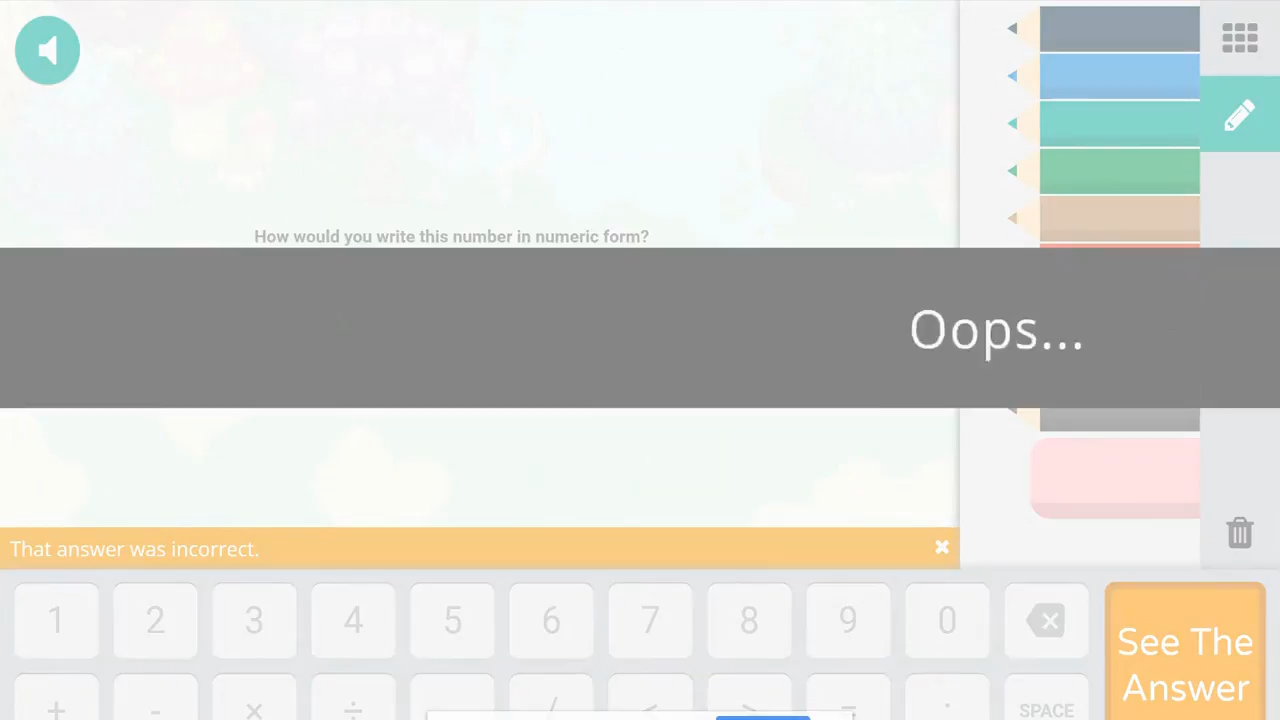 How would you write this number in numeric form?
Oops...
That answer was incorrect.
1 2 3 4 5 6 7 8 9 0
See The
Answer
+ - × ÷ / < > = . SPACE